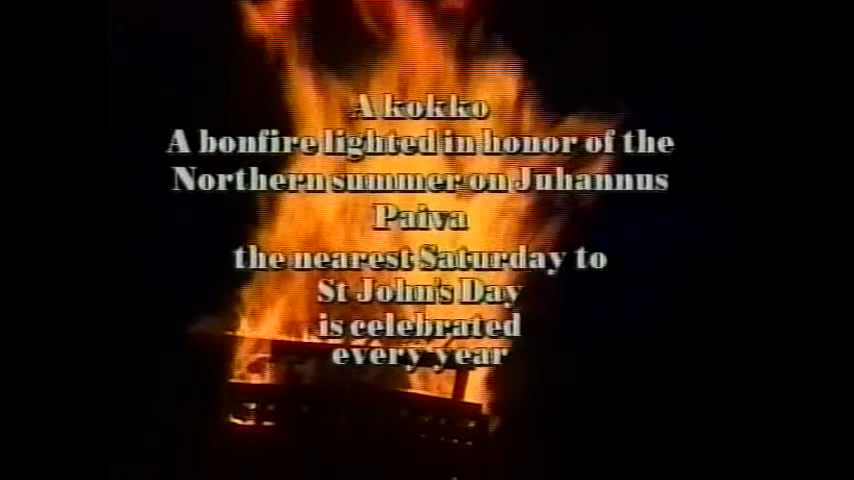 A kokko
A bonfire lighted in honor of the
Northern summer on Juhannus
Paiva
the nearest Saturday to
St John's Day
is celebrated
every year